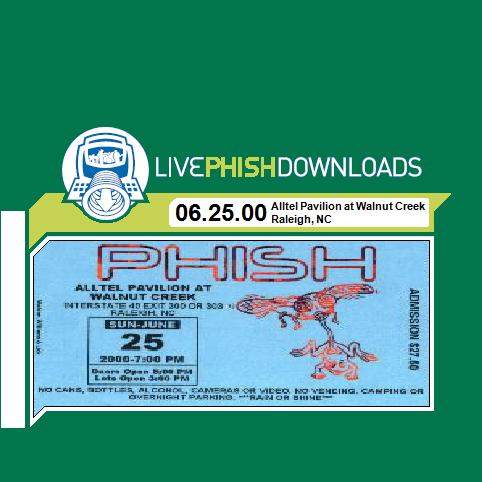 LIVEPHISHDOWNLOADS
06.25.00
Alltel Pavilion at Walnut Creek
Raleigh, NC
PHISH
ALLTEL PAVILION AT
WALNUT CREEK
INTERSTATE 40 EXIT 300 OR 303
RALEIGH, NC
SUN-JUNE
25
2000-7:00 PM
Doors Open 5:00 PM
Lots Open 3:00 PM
ADMISSION $27.50
NO CANS, BOTTLES, ALCOHOL, CAMERAS OR VIDEO, NO VENDING, CAMPING OR
OVERNIGHT PARKING. ***RAIN OR SHINE***